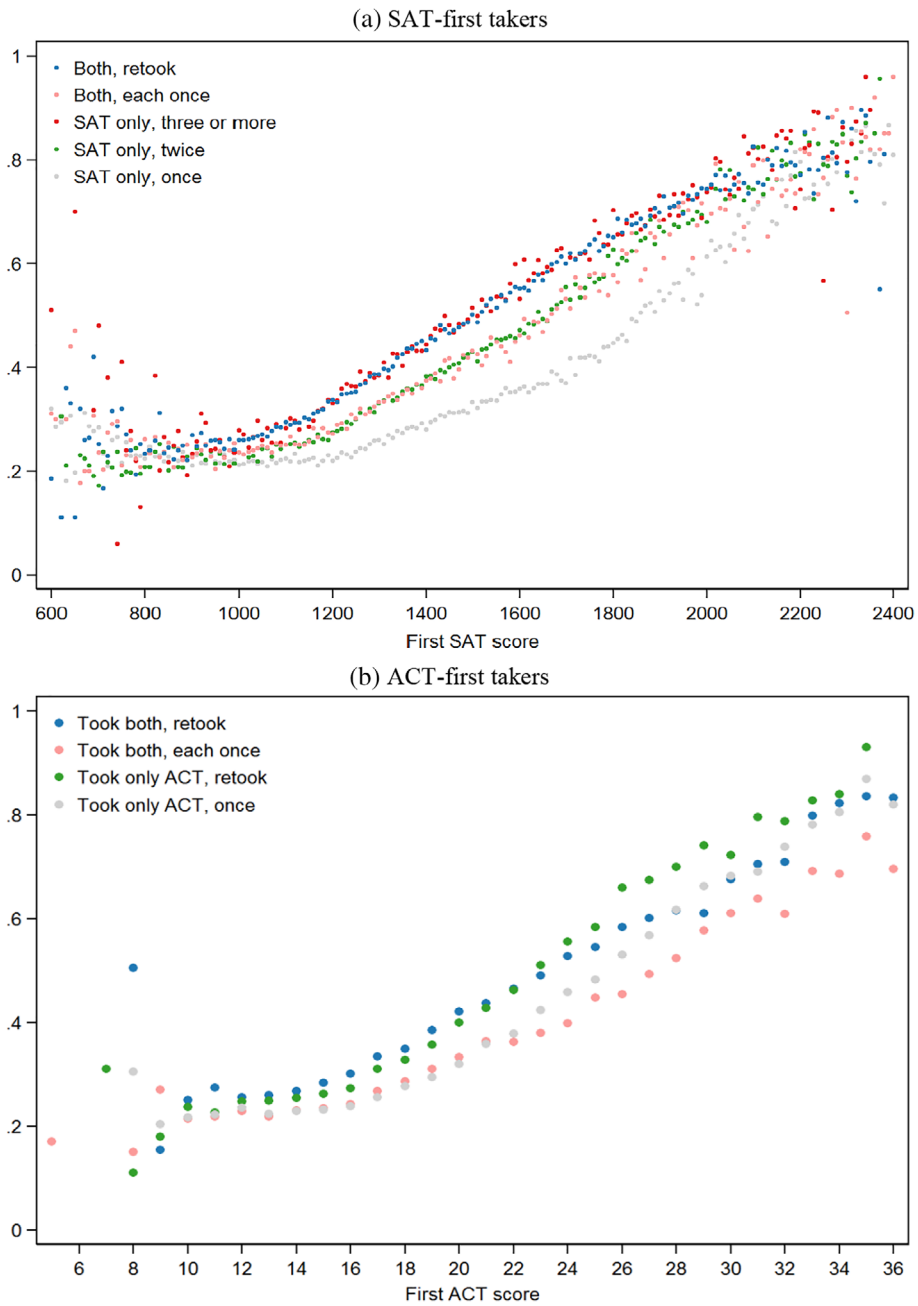 (a) SAT-first takers
1
Both, retook
Both, each once
SAT only, three or more
.8
SAT only, twice
SAT only, once
.6
.4
.2
0
600 800 1000 1200 1400 1600 1800 2000 2200 2400
First SAT score
(b) ACT-first takers
1
Took both, retook
Took both, each once
Took only ACT, retook
.8
Took only ACT, once
.6
.4
.2
0
6 8 10 12 14 16 18 20 22 24 26 28 30 32 34 36
First ACT score